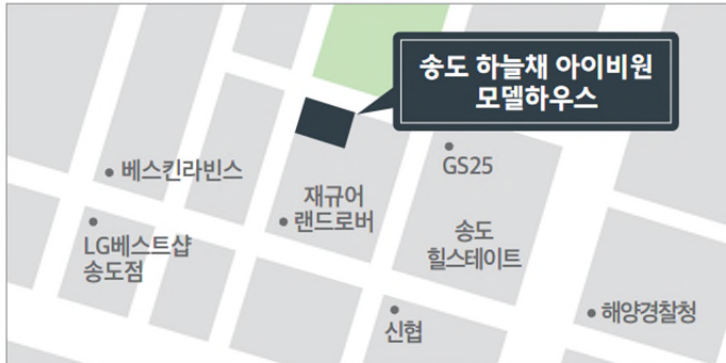 송도 하늘채 아이비원
모델하우스
베스킨라빈스
GS25
재규어
랜드로버
LG베스트샵
송도점
송도
힐스테이트
신협
해양경찰청